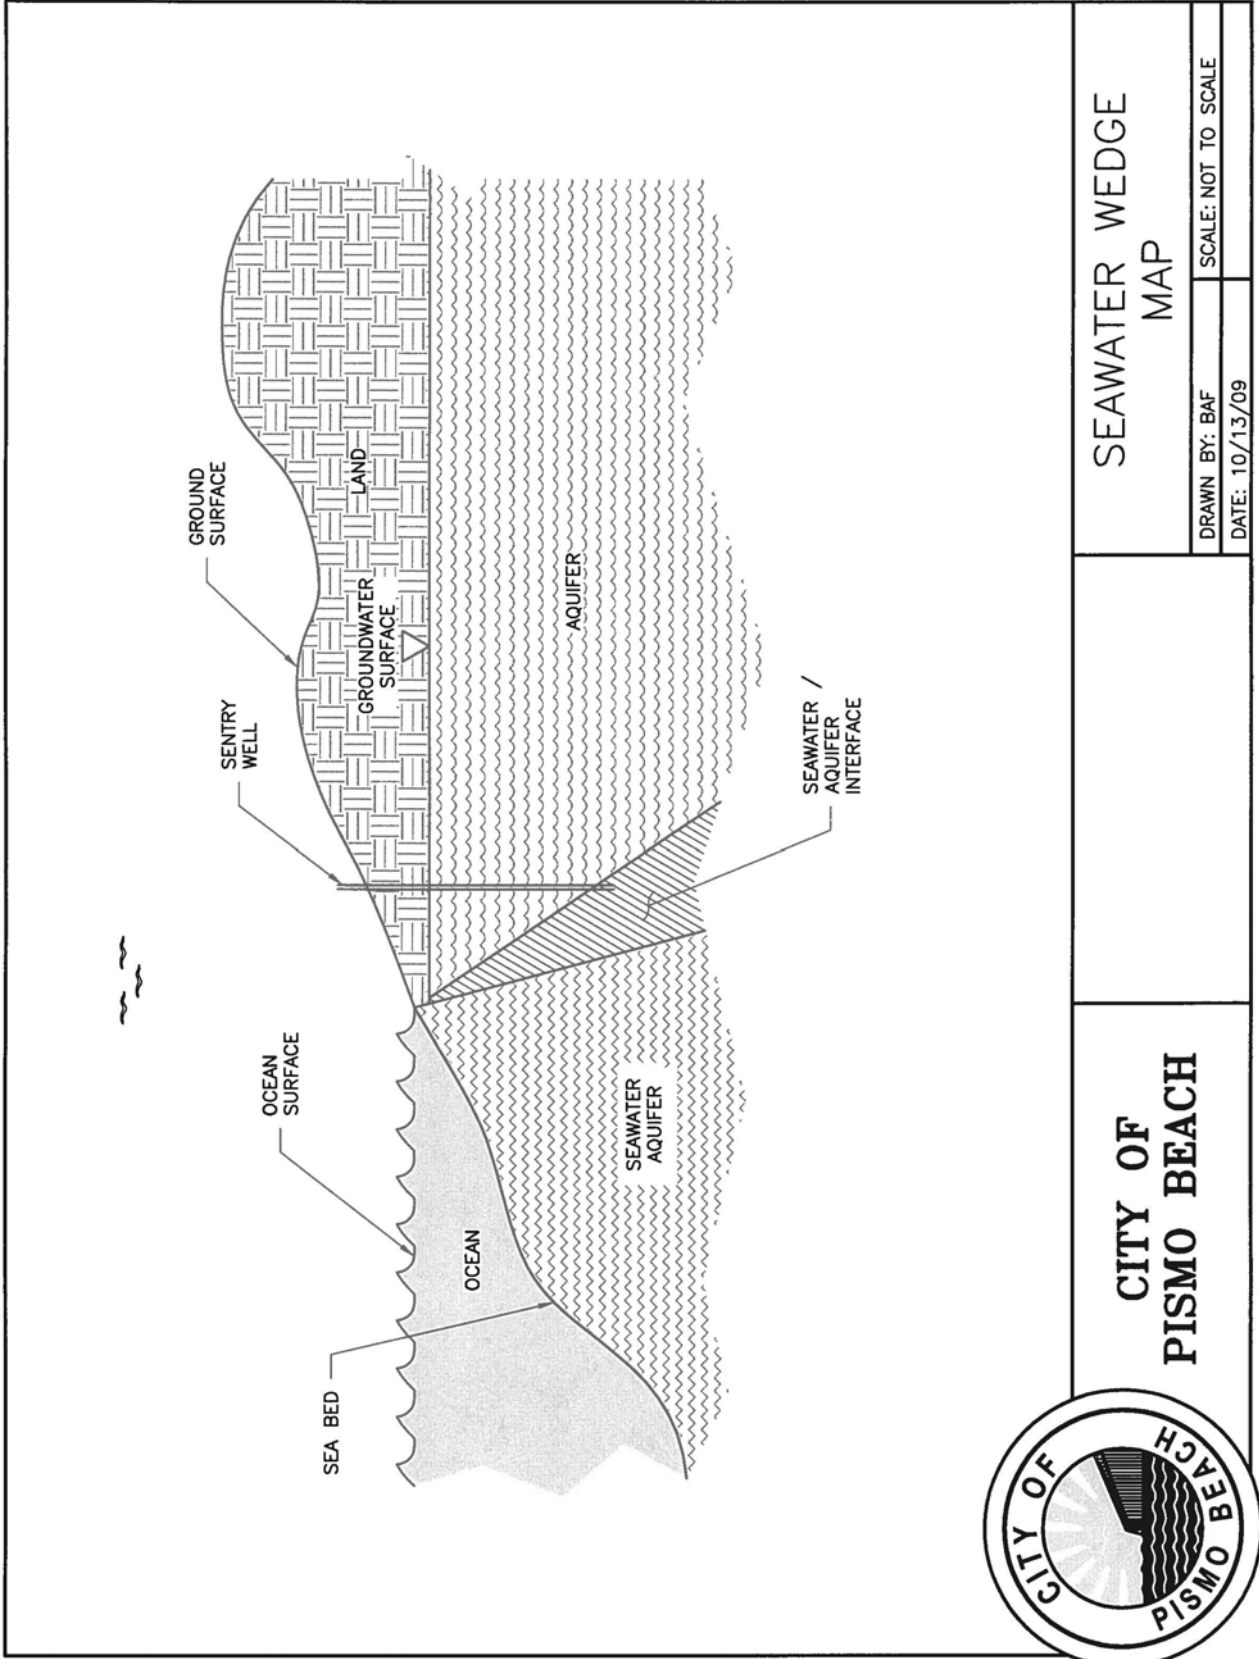 SEA BED
OCEAN
SURFACE
SENTRY
WELL
GROUND
SURFACE
OCEAN
GROUNDWATER
SURFACE
LAND
SEAWATER
AQUIFER
AQUIFER
SEAWATER /
AQUIFER
INTERFACE
CITY OF
PISMO BEACH
CITY OF
PISMO BEACH
SEAWATER WEDGE
MAP
DRAWN BY: BAF
SCALE: NOT TO SCALE
DATE: 10/13/09